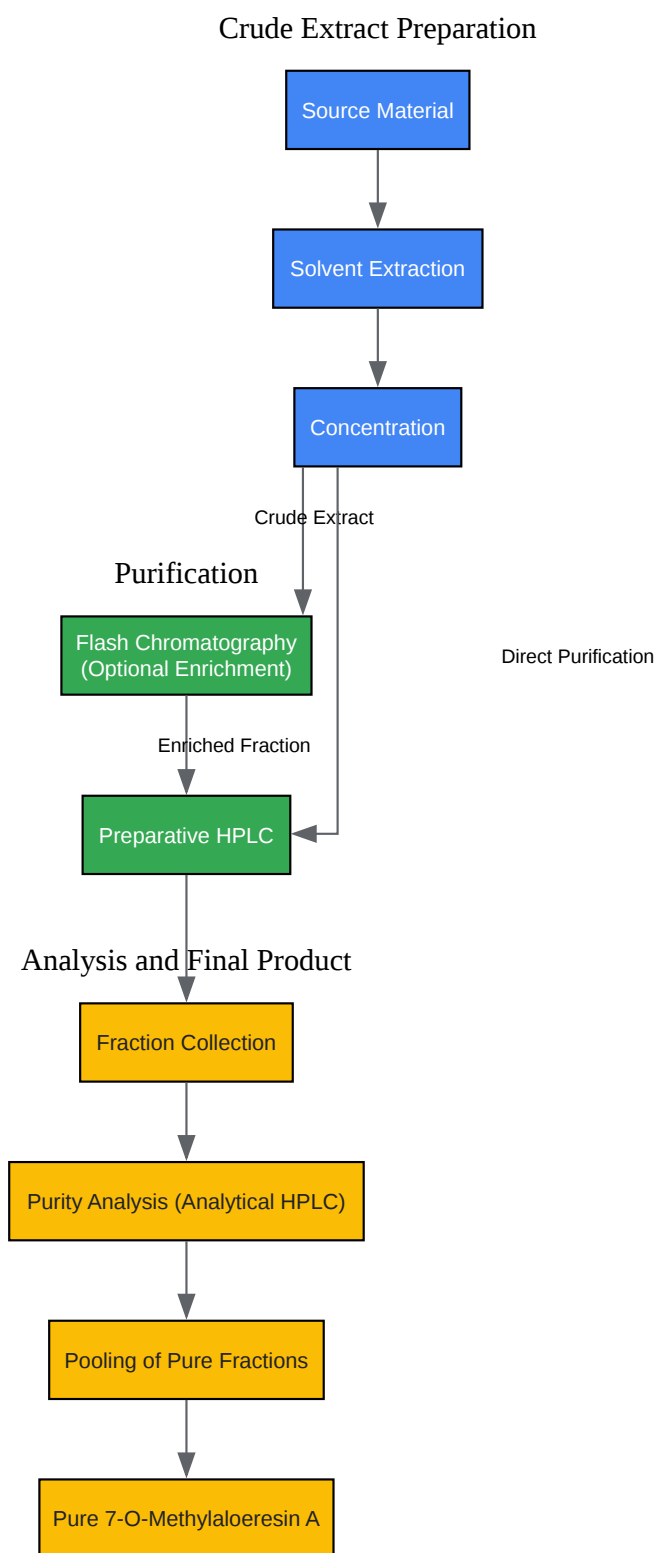 Crude Extract Preparation
Source Material
Solvent Extraction
Concentration
Crude Extract
Purification
Flash Chromatography
(Optional Enrichment)
Direct Purification
Enriched Fraction
Preparative HPLC
Analysis and Final Product
Fraction Collection
Purity Analysis (Analytical HPLC)
Pooling of Pure Fractions
Pure 7-O-Methylaloeresin A